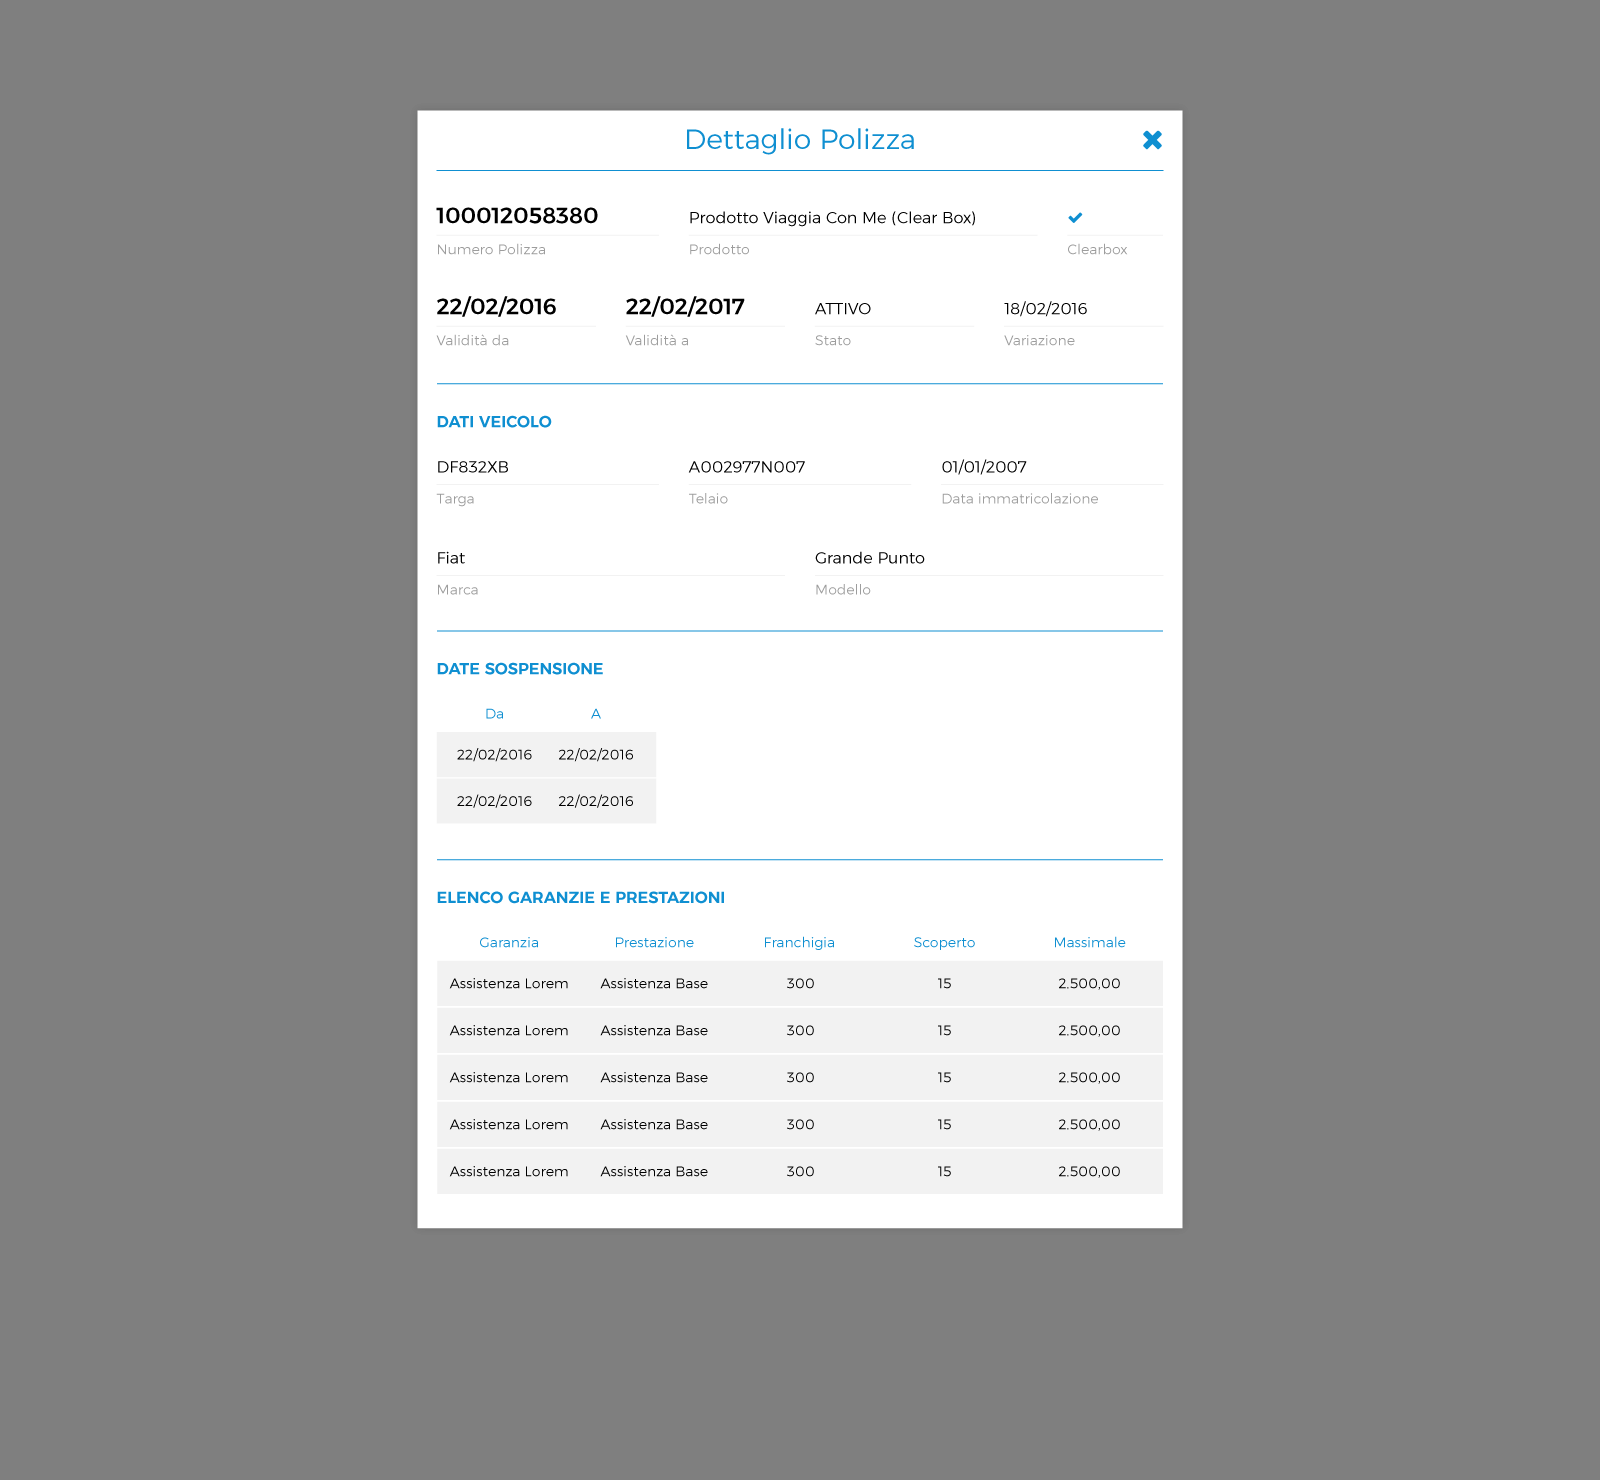 Dettaglio Polizza
100012058380 Prodotto Viaggia Con Me (Clear Box)
Numero Polizza Prodotto Clearbox
22/02/2016 22/02/2017 ATTIVO 18/02/2016
Validità da Validità a Stato Variazione
DATI VEICOLO
DF832XB A002977N007 01/01/2007
Targa Telaio Data immatricolazione
Fiat Grande Punto
Marca Modello
DATE SOSPENSIONE
Da A
22/02/2016 22/02/2016
22/02/2016 22/02/2016
ELENCO GARANZIE E PRESTAZIONI
Garanzia Prestazione Franchigia Scoperto Massimale
Assistenza Lorem Assistenza Base 300 15 2.500,00
Assistenza Lorem Assistenza Base 300 15 2.500,00
Assistenza Lorem Assistenza Base 300 15 2.500,00
Assistenza Lorem Assistenza Base 300 15 2.500,00
Assistenza Lorem Assistenza Base 300 15 2.500,00